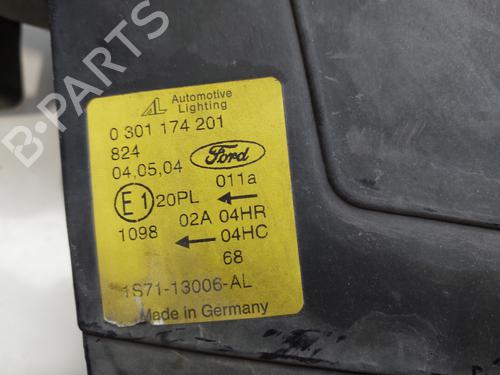 AL Automotive Lighting
0 301 174 201
824
04,05,04
Ford
011a
E1 20PL
02A 04HR
1098
04HC
68
1S71-13006-AL
Made in Germany
B-PARTS